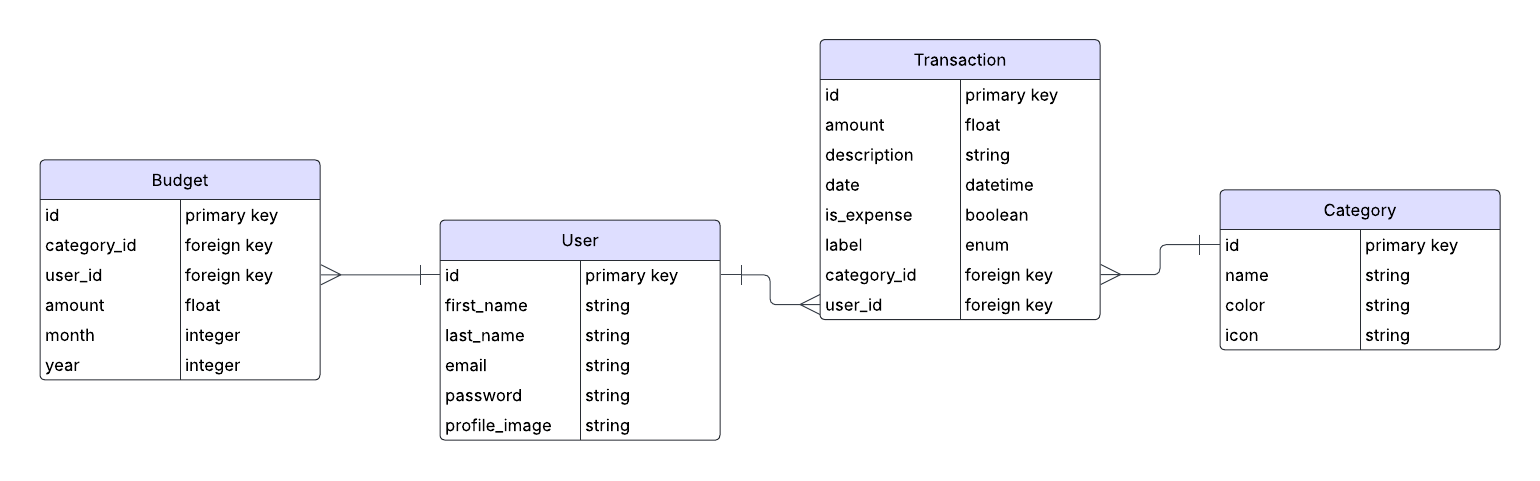 Budget
id primary key
category_id foreign key
user_id foreign key
amount float
month integer
year integer
User
id primary key
first_name string
last_name string
email string
password string
profile_image string
Transaction
id primary key
amount float
description string
date datetime
is_expense boolean
label enum
category_id foreign key
user_id foreign key
Category
id primary key
name string
color string
icon string